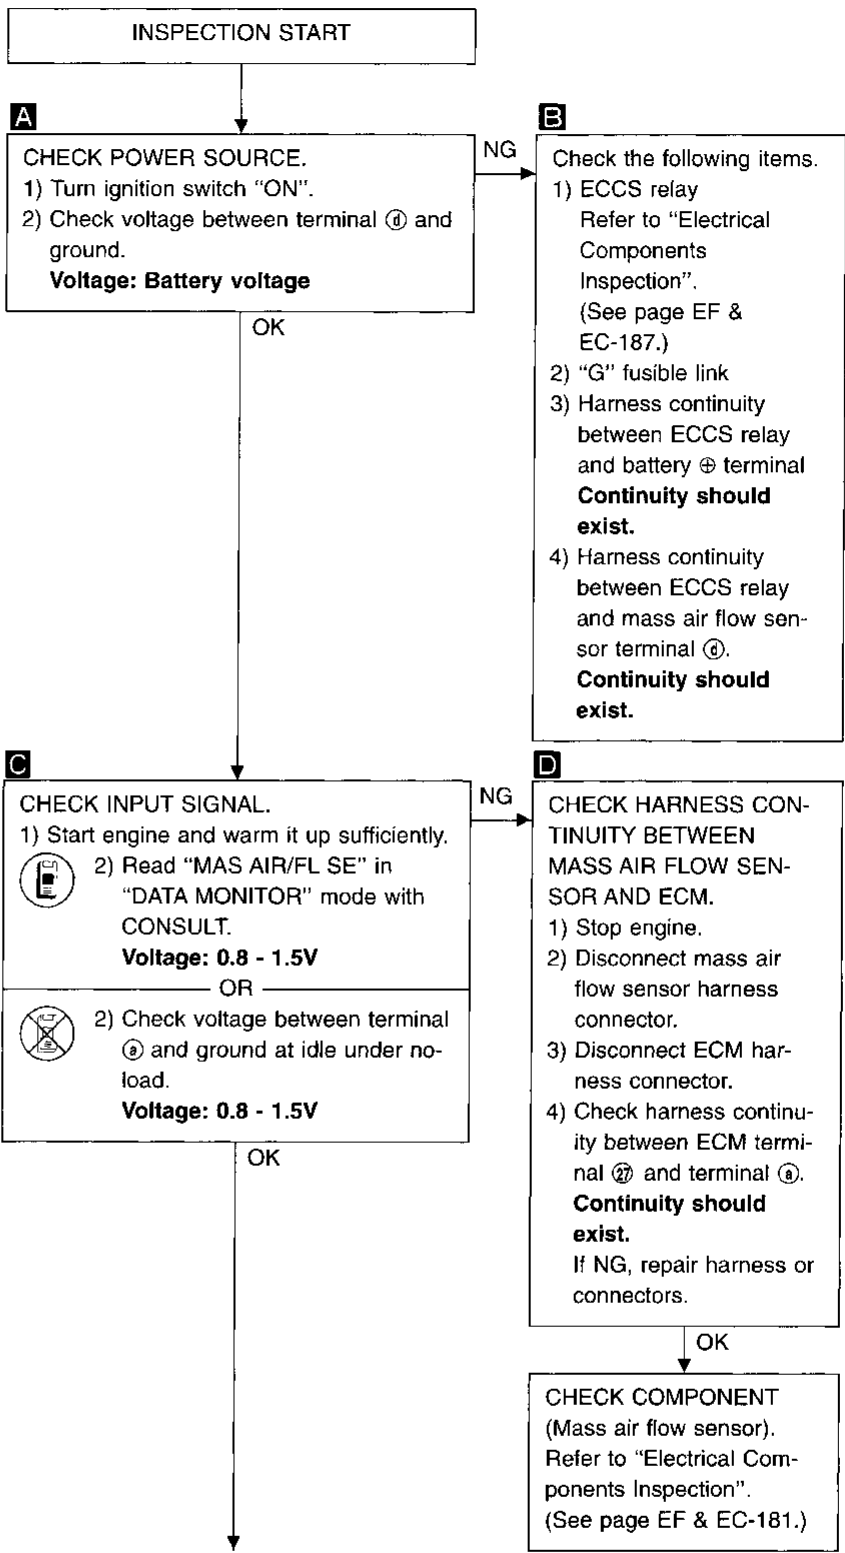 INSPECTION START
A
CHECK POWER SOURCE.
1) Turn ignition switch “ON”.
2) Check voltage between terminal ⓓ and
ground.
Voltage: Battery voltage
NG
OK
B
Check the following items.
1) ECCS relay
Refer to “Electrical
Components
Inspection”.
(See page EF &
EC-187.)
2) “G” fusible link
3) Harness continuity
between ECCS relay
and battery ⊕ terminal
Continuity should
exist.
4) Harness continuity
between ECCS relay
and mass air flow sen-
sor terminal ⓓ.
Continuity should
exist.
C
CHECK INPUT SIGNAL.
1) Start engine and warm it up sufficiently.
2) Read “MAS AIR/FL SE” in
“DATA MONITOR” mode with
CONSULT.
Voltage: 0.8 - 1.5V
OR
2) Check voltage between terminal
ⓐ and ground at idle under no-
load.
Voltage: 0.8 - 1.5V
NG
OK
D
CHECK HARNESS CON-
TINUITY BETWEEN
MASS AIR FLOW SEN-
SOR AND ECM.
1) Stop engine.
2) Disconnect mass air
flow sensor harness
connector.
3) Disconnect ECM har-
ness connector.
4) Check harness continu-
ity between ECM termi-
nal ㉗ and terminal ⓐ.
Continuity should
exist.
If NG, repair harness or
connectors.
OK
CHECK COMPONENT
(Mass air flow sensor).
Refer to “Electrical Com-
ponents Inspection”.
(See page EF & EC-181.)